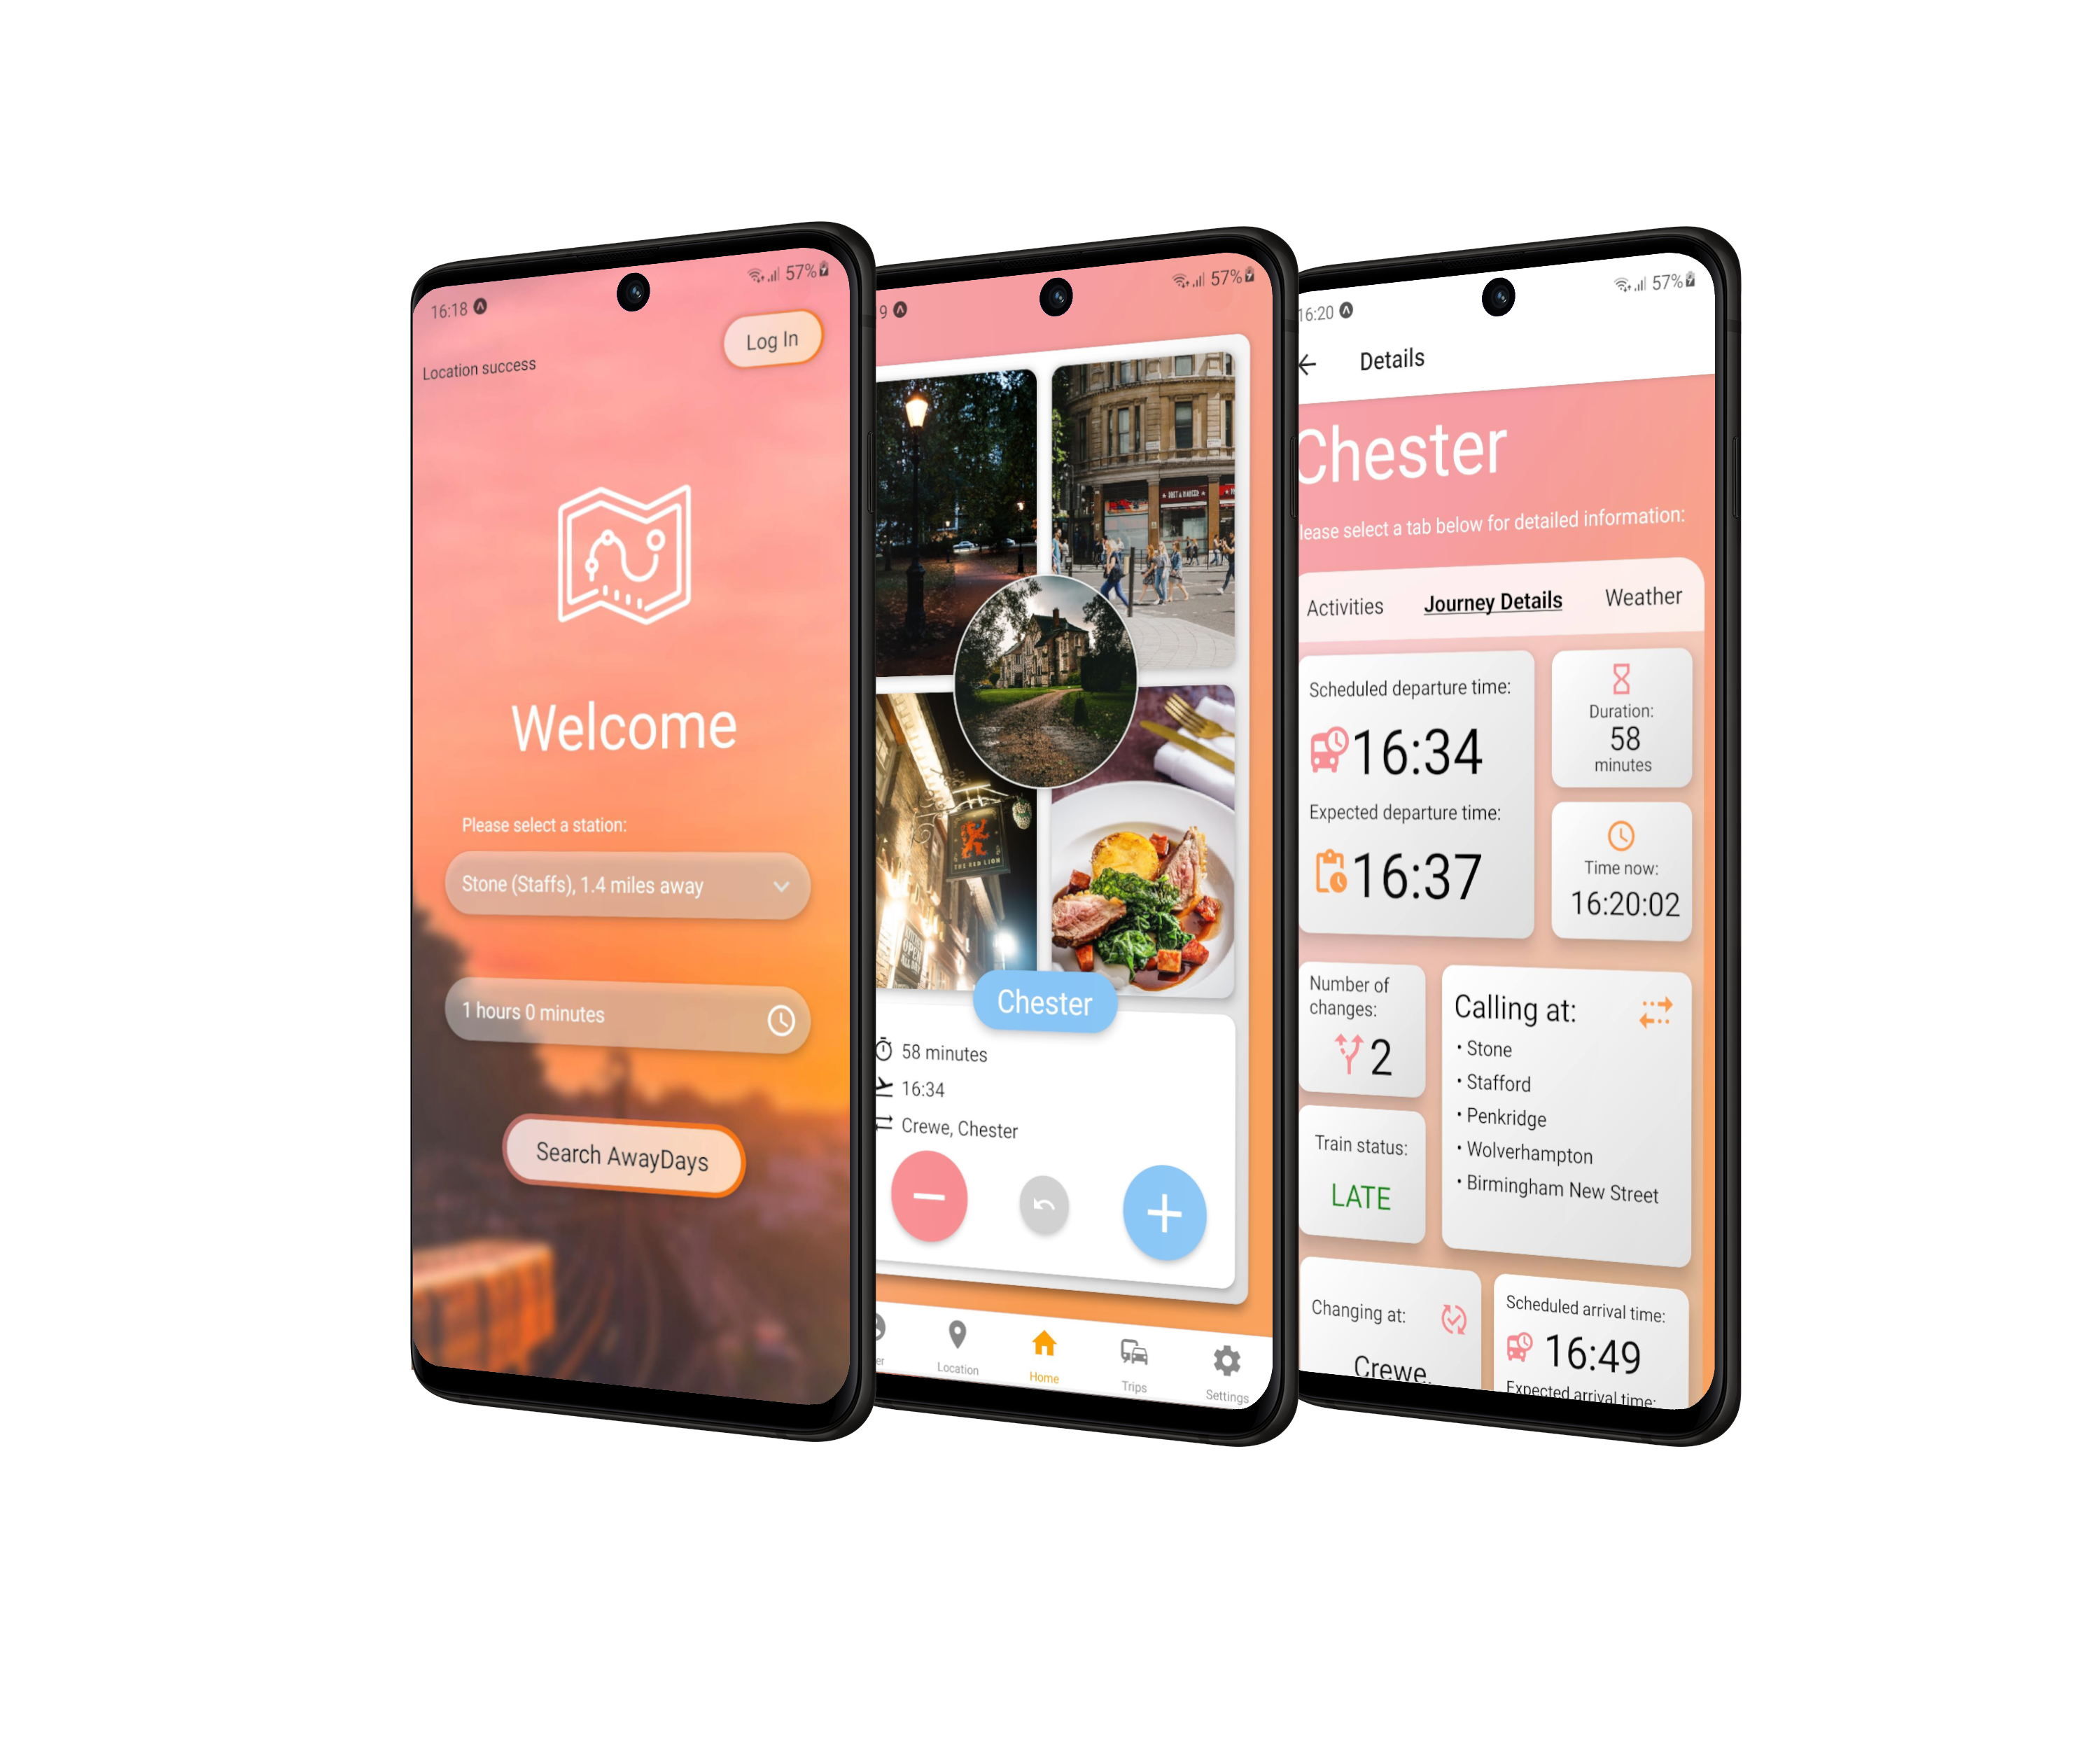 16:18
57%
Log In
Location success
Welcome
Please select a station:
Stone (Staffs), 1.4 miles away
1 hours 0 minutes
Search AwayDays
9
57%
THE RED LION
Chester
58 minutes
16:34
Crewe, Chester
er
Location
Home
Trips
Settings
16:20
57%
Details
Chester
lease select a tab below for detailed information:
Activities
Journey Details
Weather
Scheduled departure time:
16:34
Expected departure time:
16:37
Duration:
58
minutes
Time now:
16:20:02
Number of
changes:
2
Calling at:
• Stone
• Stafford
• Penkridge
• Wolverhampton
• Birmingham New Street
Train status:
LATE
Changing at:
Crewe,
Scheduled arrival time:
16:49
Expected arrival time: